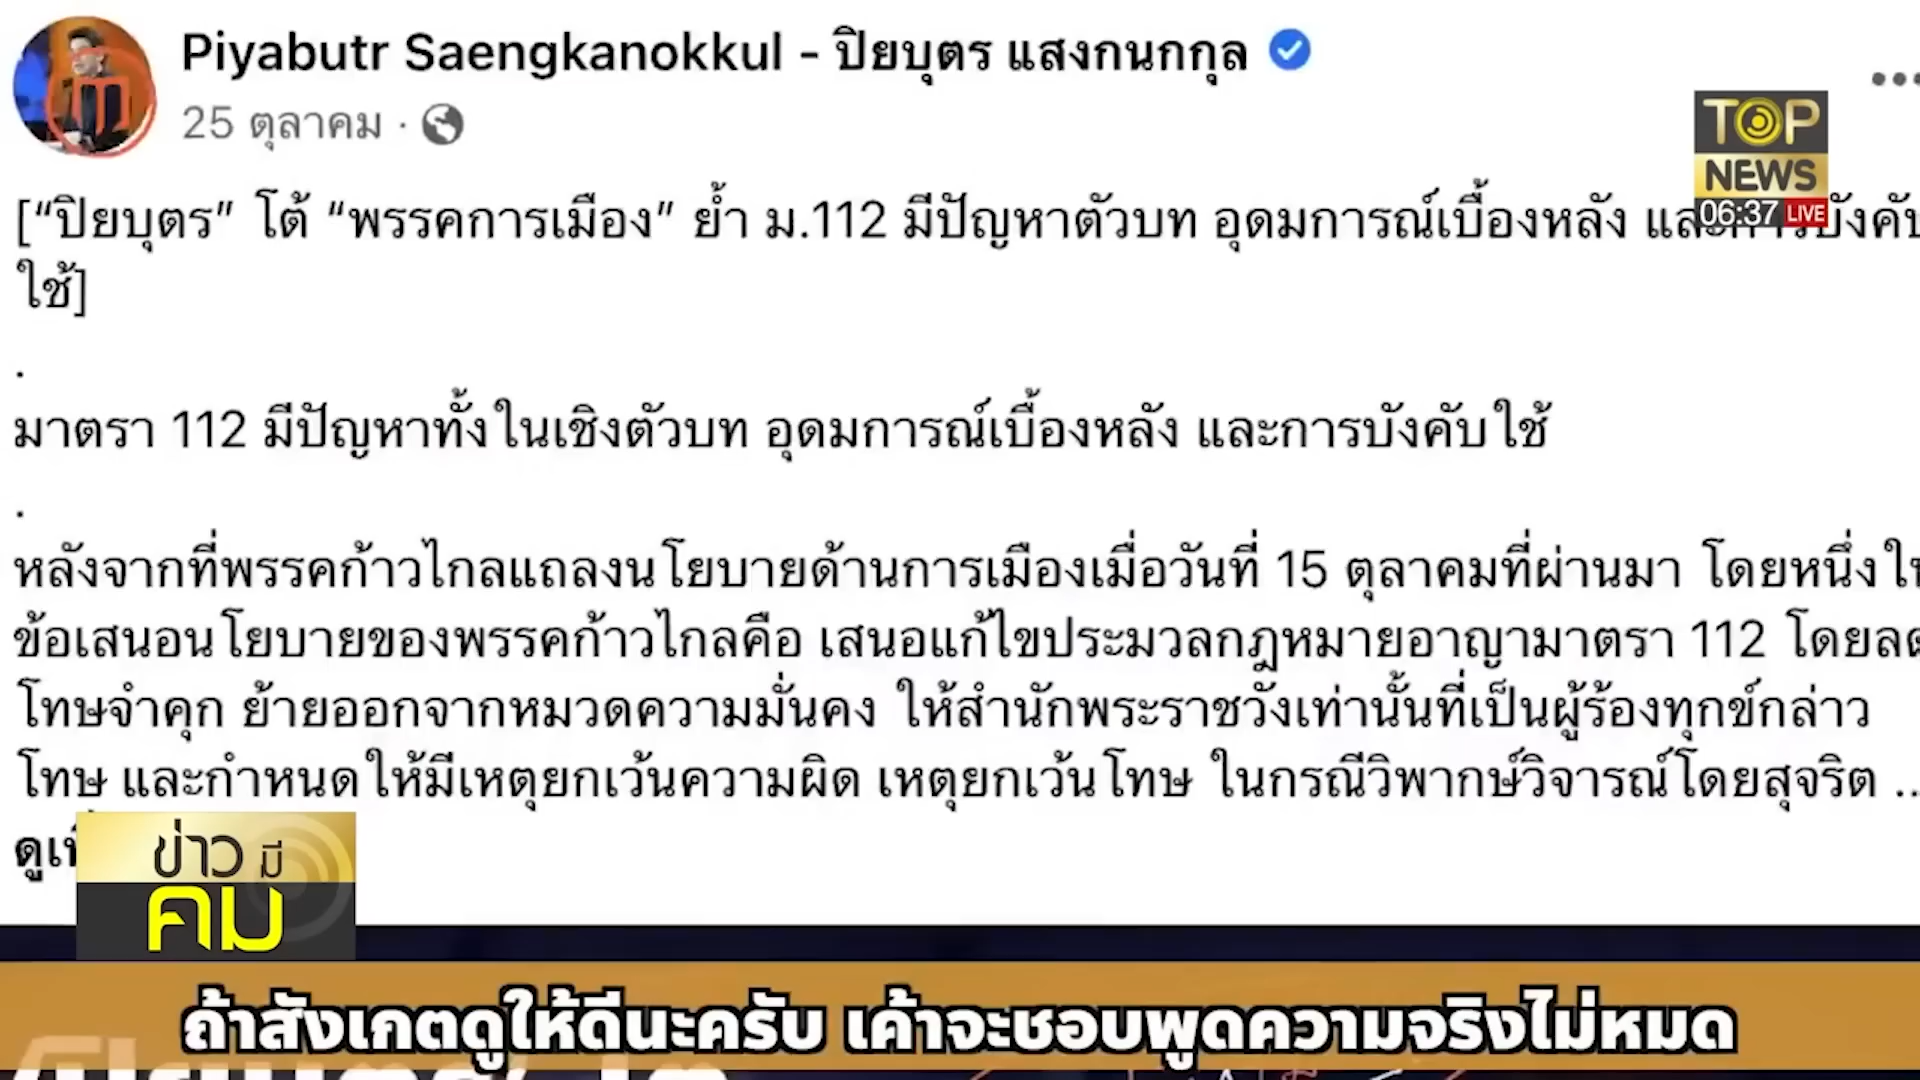 Piyabutr Saengkanokkul - ปิยบุตร แสงกนกกุล
25 ตุลาคม ·
TOP
NEWS
06:37 LIVE
[“ปิยบุตร” โต้ “พรรคการเมือง” ย้ำ ม.112 มีปัญหาตัวบท อุดมการณ์เบื้องหลัง และการบังคับ
ใช้]
.
มาตรา 112 มีปัญหาทั้งในเชิงตัวบท อุดมการณ์เบื้องหลัง และการบังคับใช้
.
หลังจากที่พรรคก้าวไกลแถลงนโยบายด้านการเมืองเมื่อวันที่ 15 ตุลาคมที่ผ่านมา โดยหนึ่งใน
ข้อเสนอนโยบายของพรรคก้าวไกลคือ เสนอแก้ไขประมวลกฎหมายอาญามาตรา 112 โดยลด
โทษจำคุก ย้ายออกจากหมวดความมั่นคง ให้สำนักพระราชวังเท่านั้นที่เป็นผู้ร้องทุกข์กล่าว
โทษ และกำหนดให้มีเหตุยกเว้นความผิด เหตุยกเว้นโทษ ในกรณีวิพากษ์วิจารณ์โดยสุจริต ...
ข่าว มี
คม
ถ้าสังเกตดูให้ดีนะครับ เค้าจะชอบพูดความจริงไม่หมด